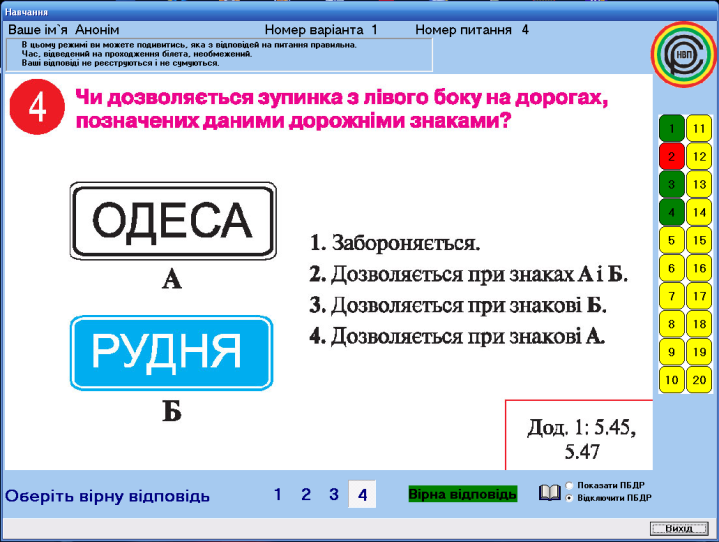 Навчання
Ваше ім`я Анонім Номер варіанта 1 Номер питання 4
В цьому режимі ви можете подивитись, яка з відповідей на питання правильна.
Час, відведений на проходження білета, необмежений.
Ваші відповіді не реєструються і не сумуються.
НВП
4 Чи дозволяється зупинка з лівого боку на дорогах,
позначених даними дорожніми знаками?
ОДЕСА
А
РУДНЯ
Б
1. Забороняється.
2. Дозволяється при знаках А і Б.
3. Дозволяється при знакові Б.
4. Дозволяється при знакові А.
Дод. 1: 5.45,
5.47
1 11
2 12
3 13
4 14
5 15
6 16
7 17
8 18
9 19
10 20
Оберіть вірну відповідь 1 2 3 4 Вірна відповідь
Показати ПБДР
Відключити ПБДР
Вихід